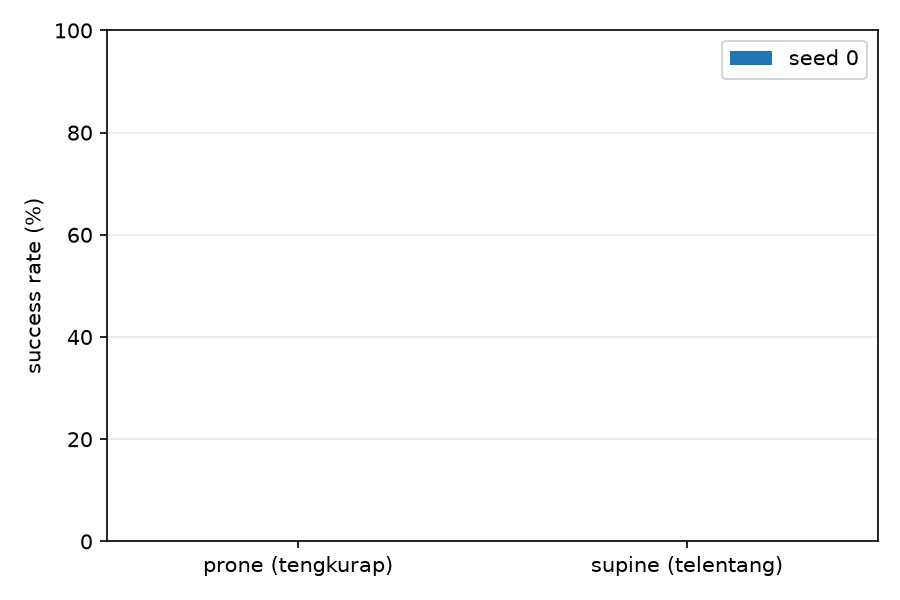 100
80
60
40
20
0
success rate (%)
seed 0
prone (tengkurap)
supine (telentang)